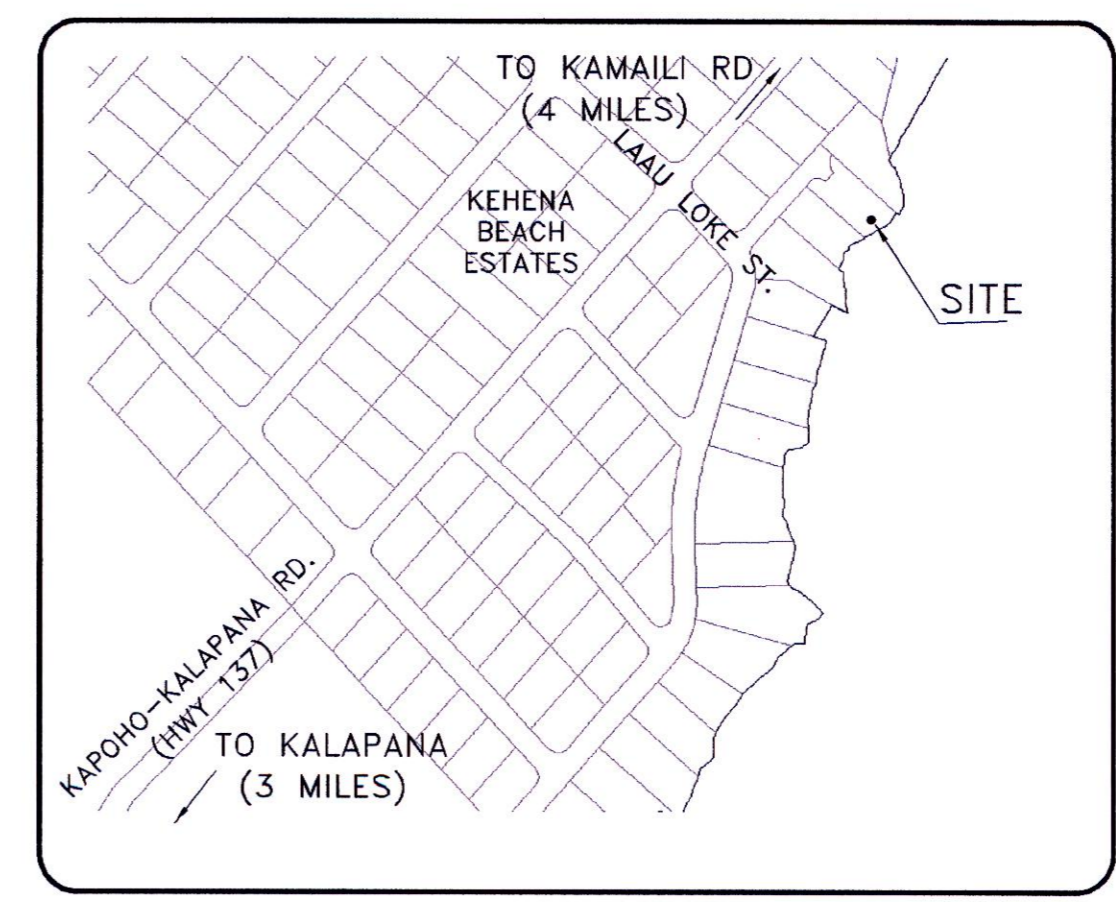 TO KAMAILI RD
(4 MILES)
LAAU LOKE ST.
KEHENA
BEACH
ESTATES
SITE
KAPOHO-KALAPANA RD.
(HWY 137)
TO KALAPANA
(3 MILES)